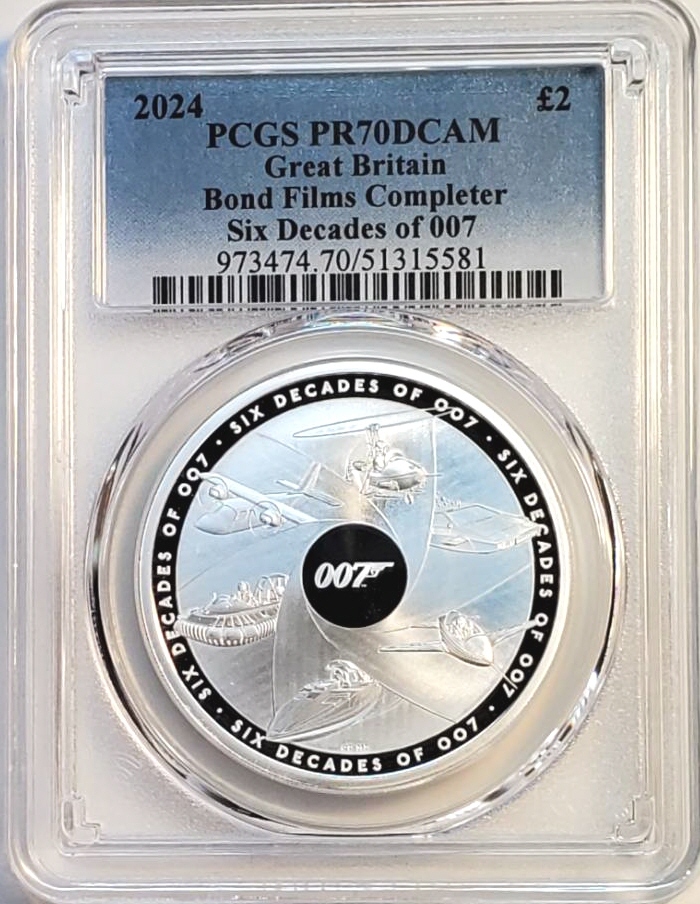 2024 £2
PCGS PR70DCAM
Great Britain
Bond Films Completer
Six Decades of 007
973474.70/51315581
SIX DECADES OF 007 · SIX DECADES OF 007 · SIX DECADES OF 007 · SIX DECADES OF 007 ·
007